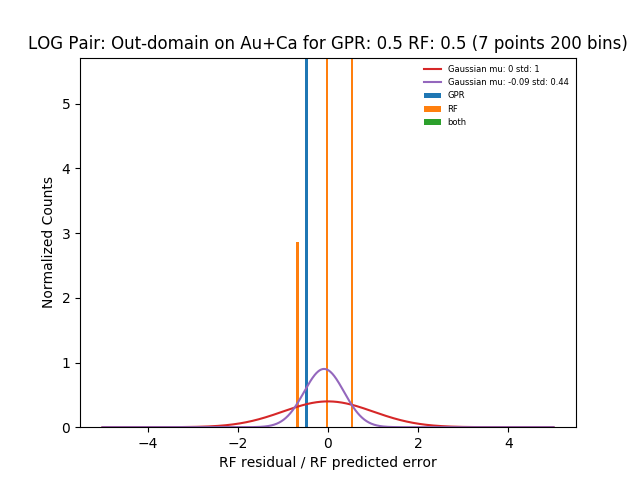 LOG Pair: Out-domain on Au+Ca for GPR: 0.5 RF: 0.5 (7 points 200 bins)
Gaussian mu: 0 std: 1
Gaussian mu: -0.09 std: 0.44
GPR
RF
both
Normalized Counts
5
4
3
2
1
0
−4
−2
0
2
4
RF residual / RF predicted error